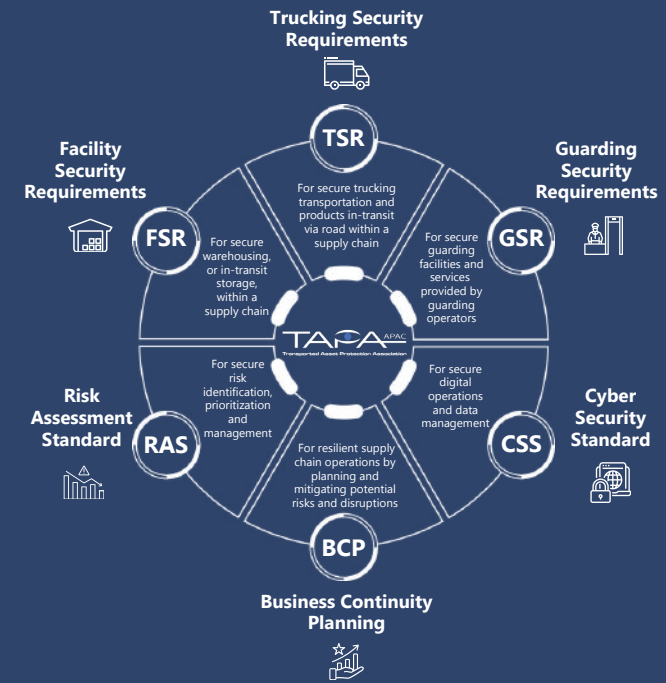 Trucking Security
Requirements
TSR
For secure trucking
transportation and
products in-transit
via road within a
supply chain
Facility
Security
Requirements
FSR
For secure
warehousing,
or in-transit
storage,
within a
supply chain
Guarding
Security
Requirements
GSR
For secure
guarding
facilities and
services
provided by
guarding
operators
TAPA APAC
Transported Asset Protection Association
Risk
Assessment
Standard
RAS
For secure
risk
identification,
prioritization
and
management
Cyber
Security
Standard
CSS
For secure
digital
operations
and data
management
For resilient supply
chain operations by
planning and
mitigating potential
risks and disruptions
BCP
Business Continuity
Planning